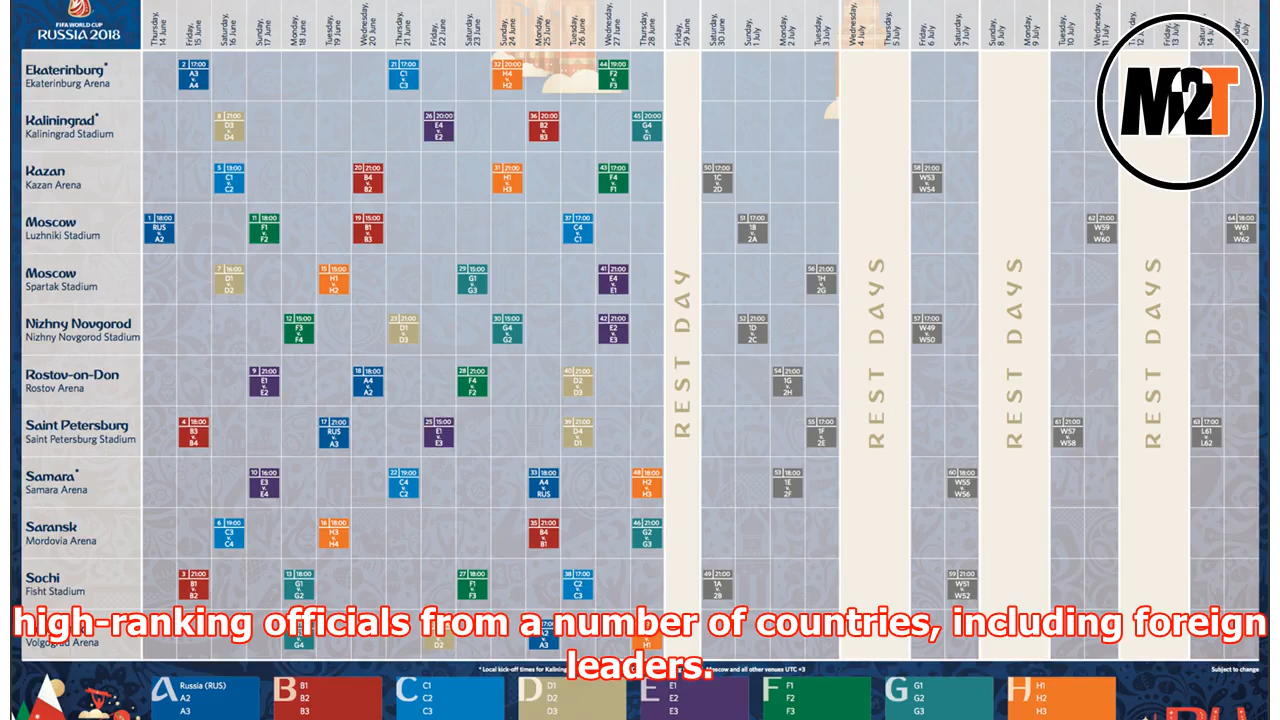 FIFA WORLD CUP
RUSSIA 2018
Thursday, 14 June
Friday, 15 June
Saturday, 16 June
Sunday, 17 June
Monday, 18 June
Tuesday, 19 June
Wednesday, 20 June
Thursday, 21 June
Friday, 22 June
Saturday, 23 June
Sunday, 24 June
Monday, 25 June
Tuesday, 26 June
Wednesday, 27 June
Thursday, 28 June
Friday, 29 June
Saturday, 30 June
Sunday, 1 July
Monday, 2 July
Tuesday, 3 July
Wednesday, 4 July
Thursday, 5 July
Friday, 6 July
Saturday, 7 July
Sunday, 8 July
Monday, 9 July
Tuesday, 10 July
Wednesday, 11 July
M2T
Ekaterinburg*
Ekaterinburg Arena
2 17:00 A3 v. A4
21 17:00 C1 v. C3
32 20:00 H4 v. H2
44 19:00 F2 v. F3
Kaliningrad*
Kaliningrad Stadium
8 21:00 D3 v. D4
26 20:00 E4 v. E2
36 20:00 B2 v. B3
45 20:00 G4 v. G1
Kazan
Kazan Arena
5 13:00 C1 v. C2
20 21:00 B4 v. B2
31 21:00 H1 v. H3
43 17:00 F4 v. F1
50 17:00 1C v. 2D
58 21:00 W53 v. W54
Moscow
Luzhniki Stadium
1 18:00 RUS v. A2
11 18:00 F1 v. F2
19 15:00 B1 v. B3
37 17:00 C4 v. C1
51 17:00 1B v. 2A
62 21:00 W59 v. W60
64 18:00 W61 v. W62
Moscow
Spartak Stadium
7 16:00 D1 v. D2
15 15:00 H1 v. H2
29 15:00 G1 v. G3
41 21:00 E4 v. E1
56 21:00 1H v. 2G
Nizhny Novgorod
Nizhny Novgorod Stadium
12 15:00 F3 v. F4
23 21:00 D1 v. D3
30 15:00 G4 v. G2
42 21:00 E2 v. E3
52 21:00 1D v. 2C
57 17:00 W49 v. W50
Rostov-on-Don
Rostov Arena
9 21:00 E1 v. E2
18 18:00 A4 v. A2
28 21:00 F4 v. F2
40 21:00 D2 v. D3
54 21:00 1G v. 2H
Saint Petersburg
Saint Petersburg Stadium
4 18:00 B3 v. B4
17 21:00 RUS v. A3
25 15:00 E1 v. E3
39 21:00 D4 v. D1
55 17:00 1F v. 2E
61 21:00 W57 v. W58
63 17:00 L61 v. L62
Samara*
Samara Arena
10 16:00 E3 v. E4
22 19:00 C4 v. C2
33 18:00 A4 v. RUS
48 18:00 H2 v. H3
53 18:00 1E v. 2F
60 18:00 W55 v. W56
Saransk
Mordovia Arena
6 19:00 C3 v. C4
16 18:00 H3 v. H4
35 21:00 B4 v. B1
46 21:00 G2 v. G3
Sochi
Fisht Stadium
3 21:00 B1 v. B2
13 18:00 G1 v. G2
27 18:00 F1 v. F3
38 17:00 C2 v. C3
49 21:00 1A v. 2B
59 21:00 W51 v. W52
REST DAY
REST DAYS
REST DAYS
REST DAYS
high-ranking officials from a number of countries, including foreign
leaders.
Volgograd Arena
G4
D2
A3
H1
* Local kick-off times for Kalinin
Moscow and all other venues UTC +3
Subject to change
A Russia (RUS) A2 A3
B B1 B2 B3
C C1 C2 C3
D D1 D2 D3
E E1 E2 E3
F F1 F2 F3
G G1 G2 G3
H H1 H2 H3